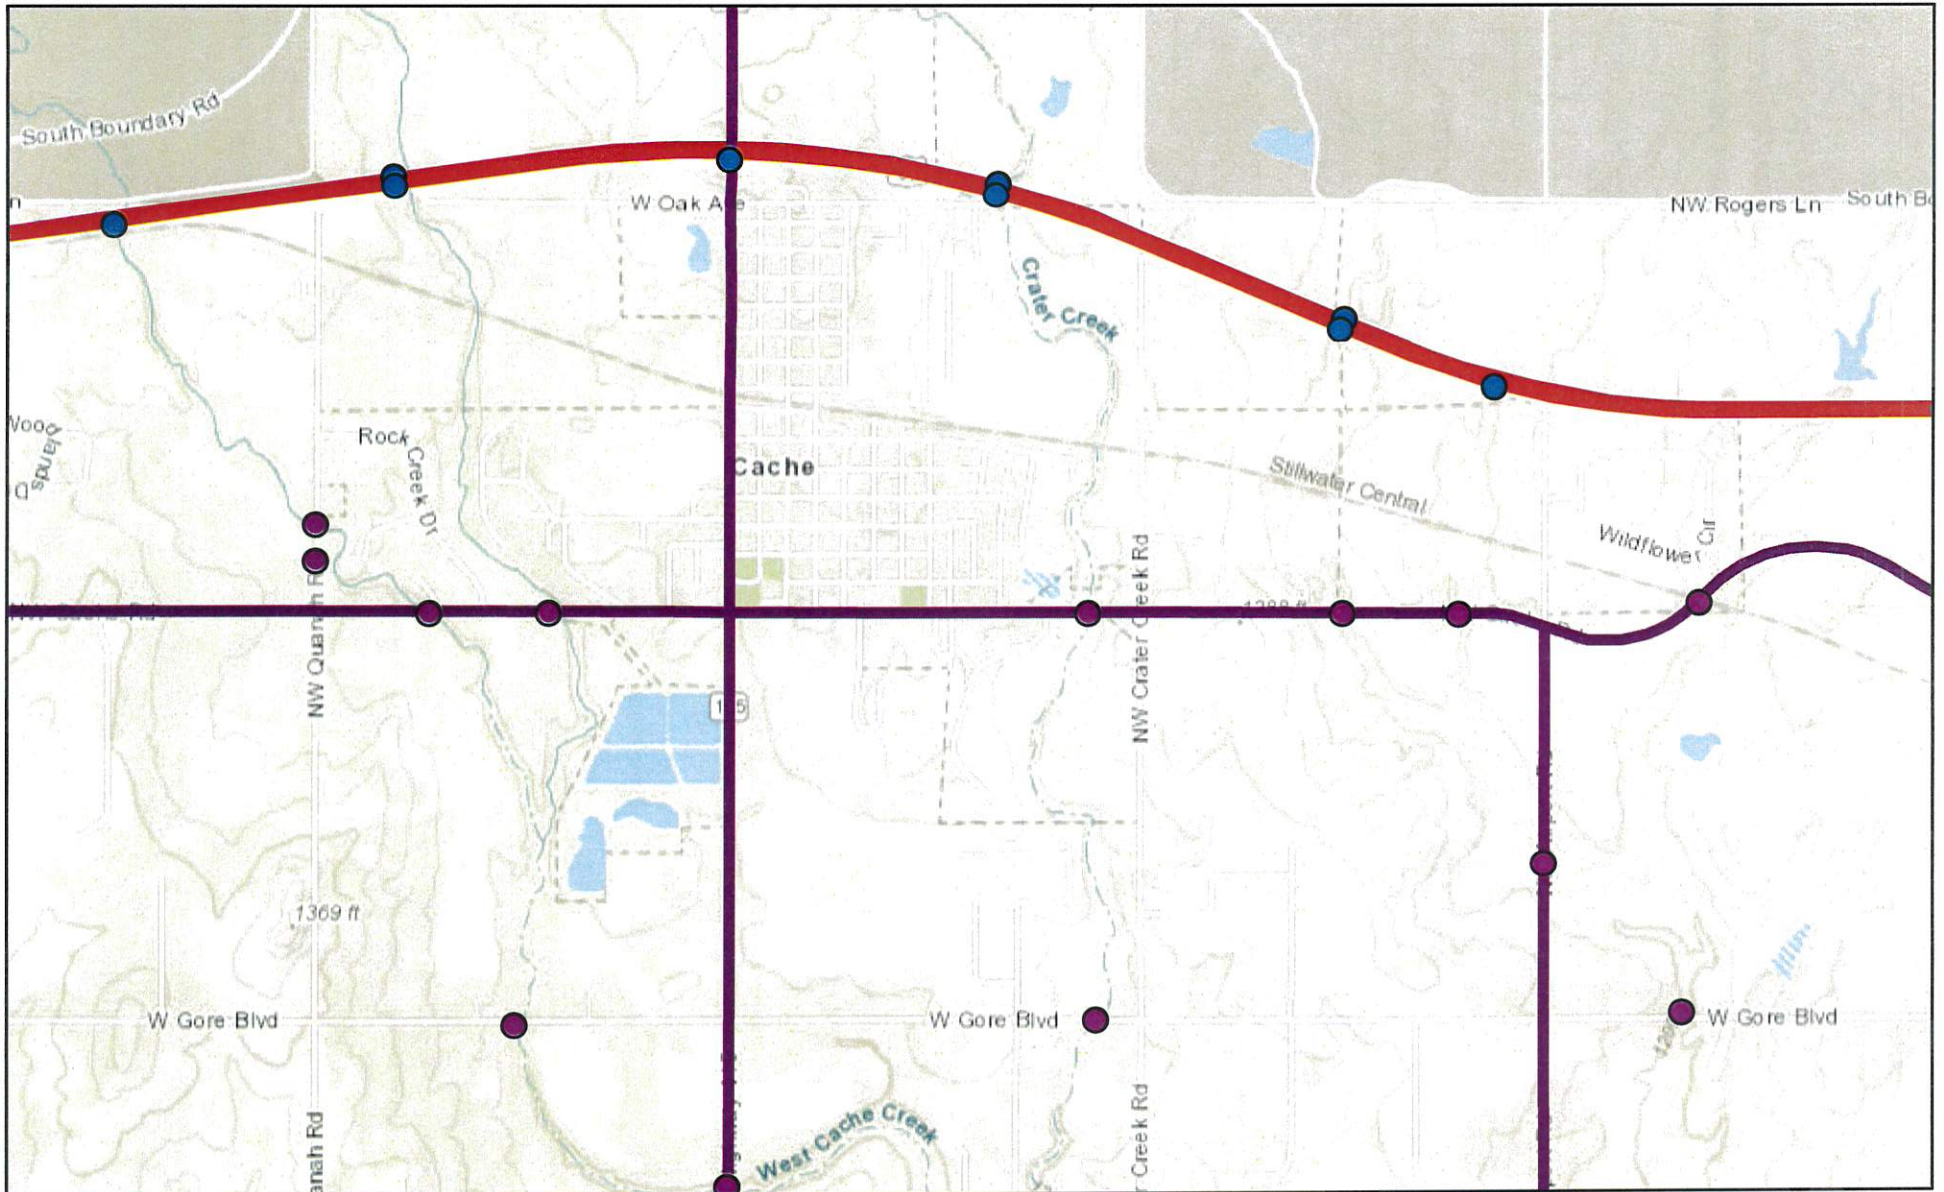 South Boundary Rd
W Oak Ave
NW Rogers Ln
South Bo
Crater Creek
Rock Creek Dr
Cache
Stillwater Central
Wildflower Cir
NW Quanah R
NW Crater Creek Rd
1369 ft
W Gore Blvd
W Gore Blvd
W Gore Blvd
anah Rd
West Cache Creek
r Creek Rd